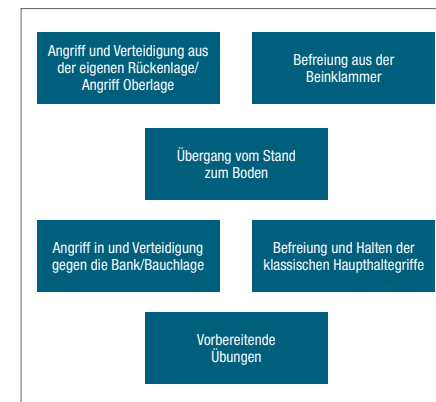 Angriff und Verteidigung aus
der eigenen Rückenlage/
Angriff Oberlage
Befreiung aus der
Beinklammer
Übergang vom Stand
zum Boden
Angriff in und Verteidigung
gegen die Bank/Bauchlage
Befreiung und Halten der
klassischen Haupthaltegriffe
Vorbereitende
Übungen